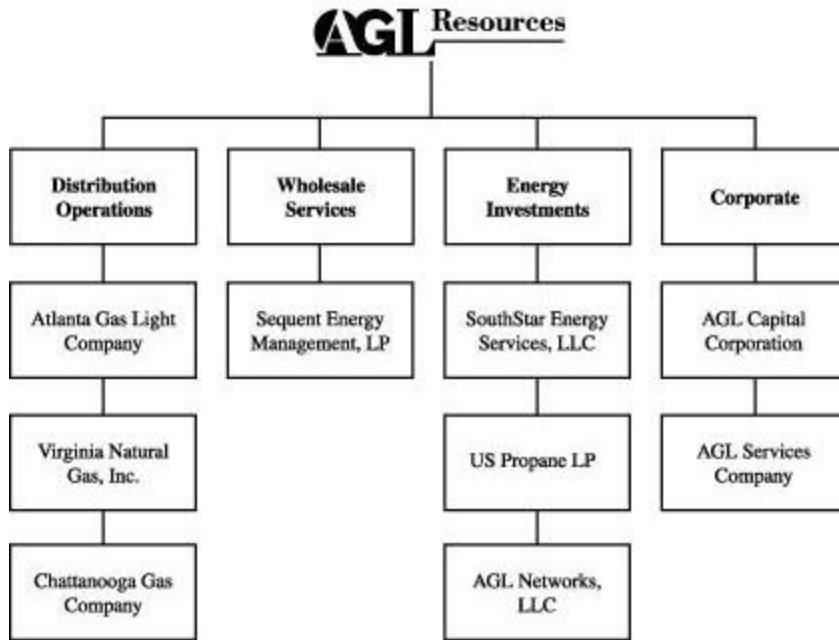 AGL Resources
Distribution
Operations
Wholesale
Services
Energy
Investments
Corporate
Atlanta Gas Light
Company
Sequent Energy
Management, LP
SouthStar Energy
Services, LLC
AGL Capital
Corporation
Virginia Natural
Gas, Inc.
US Propane LP
AGL Services
Company
Chattanooga Gas
Company
AGL Networks,
LLC